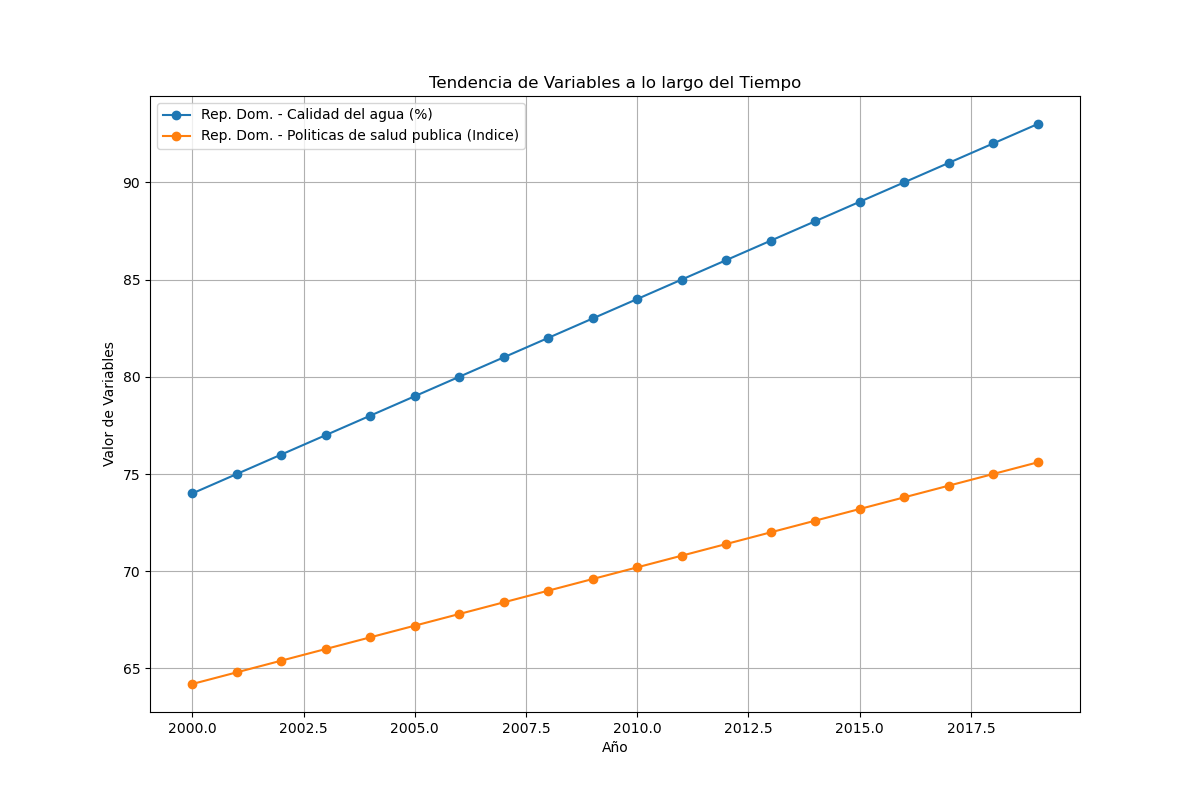 Tendencia de Variables a lo largo del Tiempo
Rep. Dom. - Calidad del agua (%)
Rep. Dom. - Politicas de salud publica (Indice)
Valor de Variables
90
85
80
75
70
65
2000.0 2002.5 2005.0 2007.5 2010.0 2012.5 2015.0 2017.5
Año